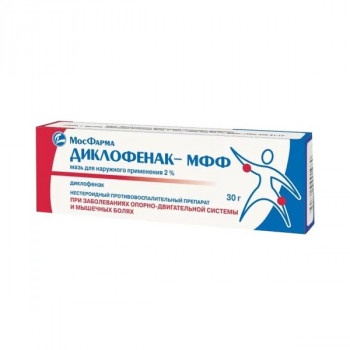 МосФарма
ДИКЛОФЕНАК– МФФ
мазь для наружного применения 2 %
диклофенак
30 г
НЕСТЕРОИДНЫЙ ПРОТИВОВОСПАЛИТЕЛЬНЫЙ ПРЕПАРАТ
ПРИ ЗАБОЛЕВАНИЯХ ОПОРНО-ДВИГАТЕЛЬНОЙ СИСТЕМЫ
И МЫШЕЧНЫХ БОЛЯХ